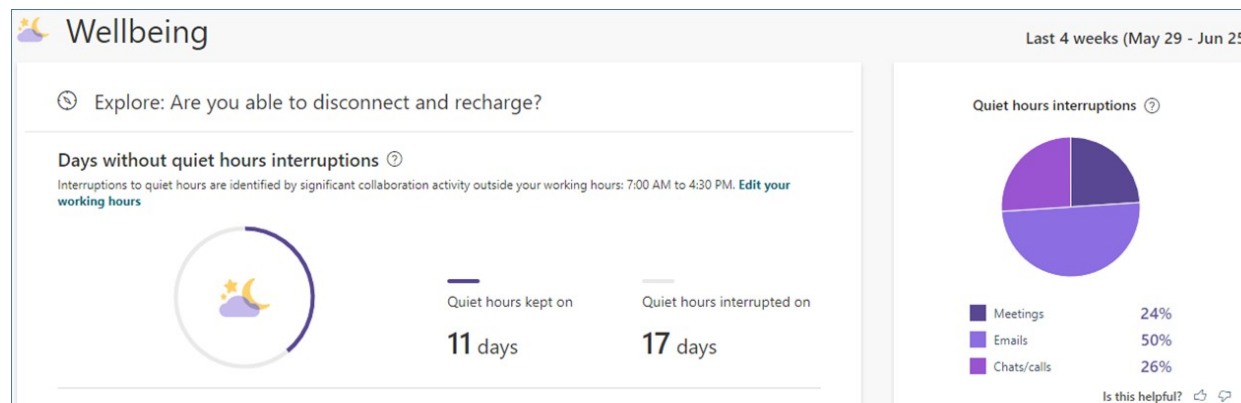 Wellbeing
Last 4 weeks (May 29 - Jun 25
Explore: Are you able to disconnect and recharge?
Days without quiet hours interruptions
Interruptions to quiet hours are identified by significant collaboration activity outside your working hours: 7:00 AM to 4:30 PM. Edit your
working hours
Quiet hours kept on
Quiet hours interrupted on
11 days
17 days
Quiet hours interruptions
Meetings 24%
Emails 50%
Chats/calls 26%
Is this helpful?